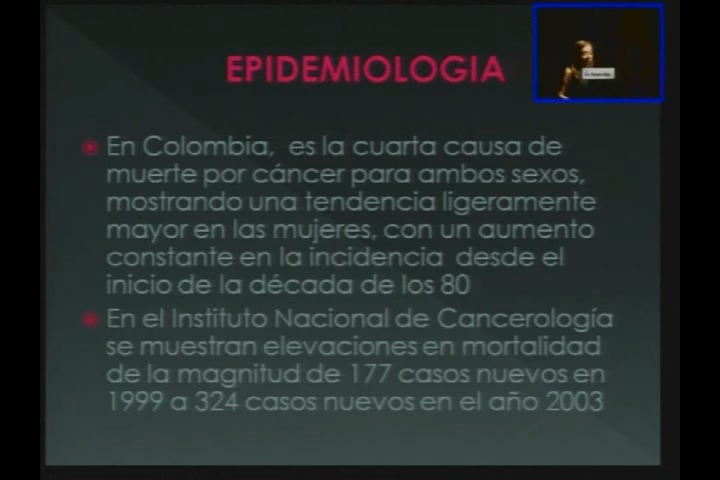 EPIDEMIOLOGIA
En Colombia, es la cuarta causa de
muerte por cáncer para ambos sexos,
mostrando una tendencia ligeramente
mayor en las mujeres, con un aumento
constante en la incidencia desde el
inicio de la década de los 80
En el Instituto Nacional de Cancerología
se muestran elevaciones en mortalidad
de la magnitud de 177 casos nuevos en
1999 a 324 casos nuevos en el año 2003